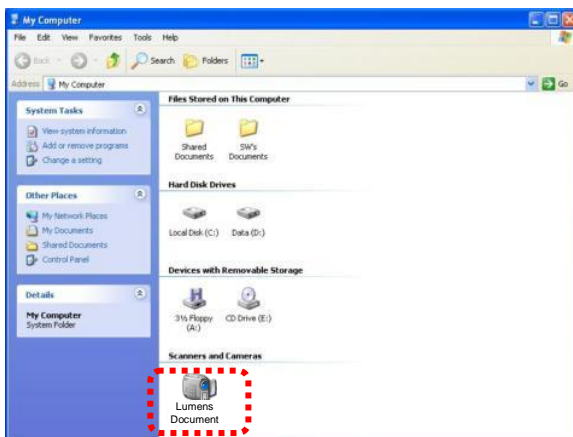 My Computer
File Edit View Favorites Tools Help
Back Search Folders
Address My Computer Go
System Tasks
View system information
Add or remove programs
Change a setting
Other Places
My Network Places
My Documents
Shared Documents
Control Panel
Details
My Computer
System Folder
Files Stored on This Computer
Shared Documents
SW's Documents
Hard Disk Drives
Local Disk (C:) Data (D:)
Devices with Removable Storage
3½ Floppy (A:)
CD Drive (E:)
Scanners and Cameras
Lumens
Document